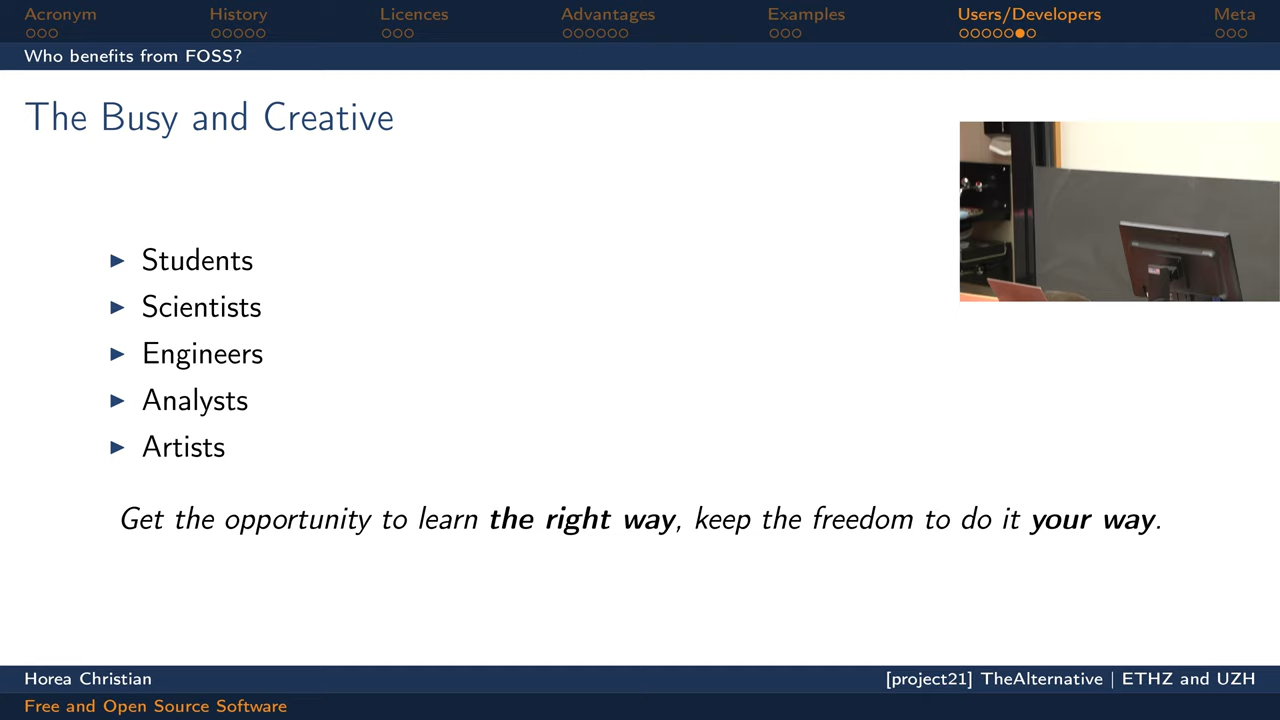 Acronym History Licences Advantages Examples Users/Developers Meta
Who benefits from FOSS?
The Busy and Creative
Students
Scientists
Engineers
Analysts
Artists
Get the opportunity to learn the right way, keep the freedom to do it your way.
Horea Christian [project21] TheAlternative | ETHZ and UZH
Free and Open Source Software